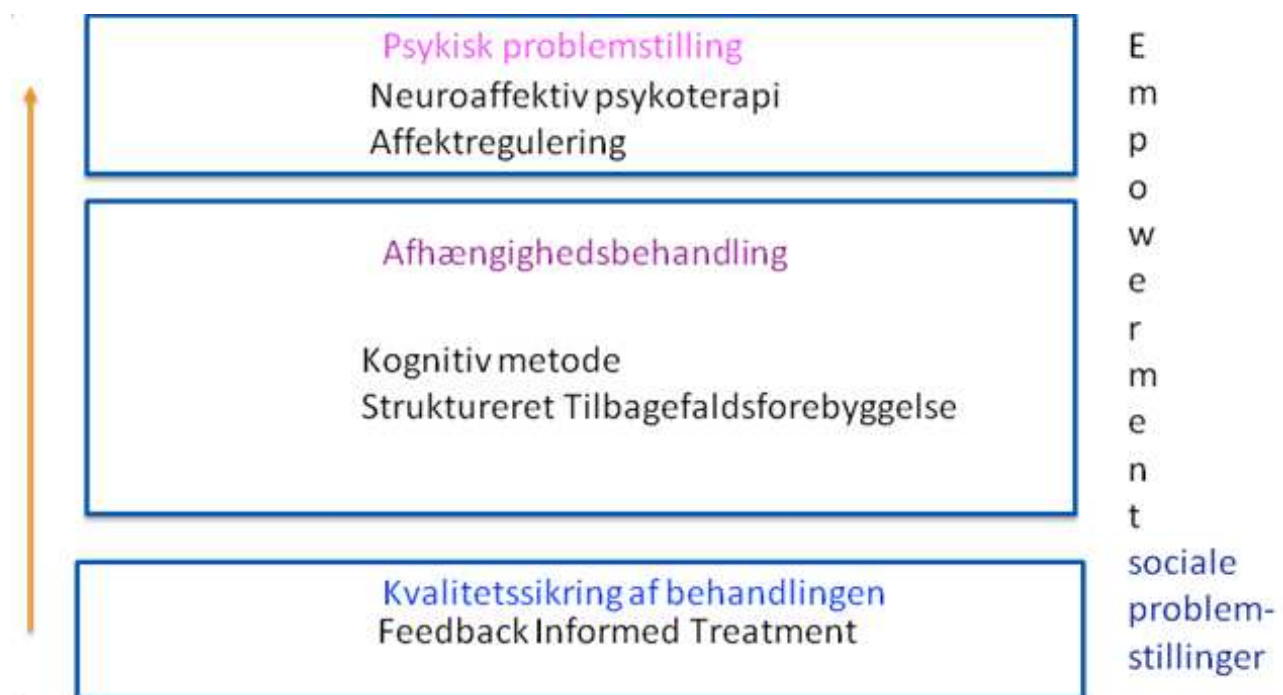 Psykisk problemstilling
Neuroaffektiv psykoterapi
Affektregulering
Afhængighedsbehandling
Kognitiv metode
Struktureret Tilbagefaldsforebyggelse
Kvalitetssikring af behandlingen
Feedback Informed Treatment
E
m
p
o
w
e
r
m
e
n
t
sociale
problem-
stillinger